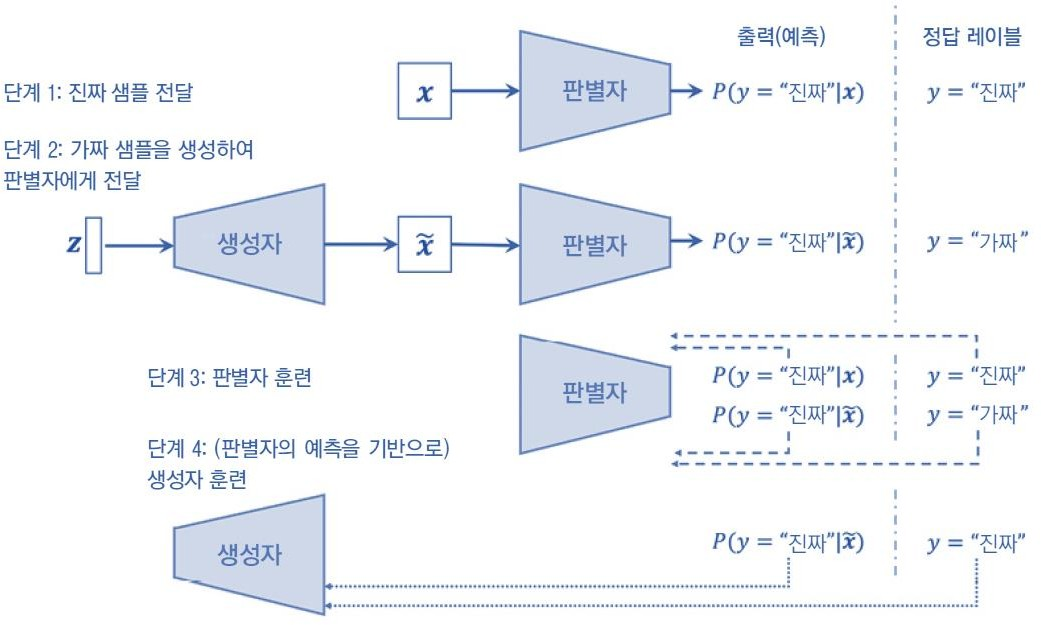 출력(예측) 정답 레이블
단계 1: 진짜 샘플 전달 x 판별자 P(y = “진짜”|x) y = “진짜”
단계 2: 가짜 샘플을 생성하여
판별자에게 전달
z 생성자 x̃ 판별자 P(y = “진짜”|x̃) y = “가짜”
단계 3: 판별자 훈련 판별자 P(y = “진짜”|x) y = “진짜”
P(y = “진짜”|x̃) y = “가짜”
단계 4: (판별자의 예측을 기반으로)
생성자 훈련
생성자 P(y = “진짜”|x̃) y = “진짜”